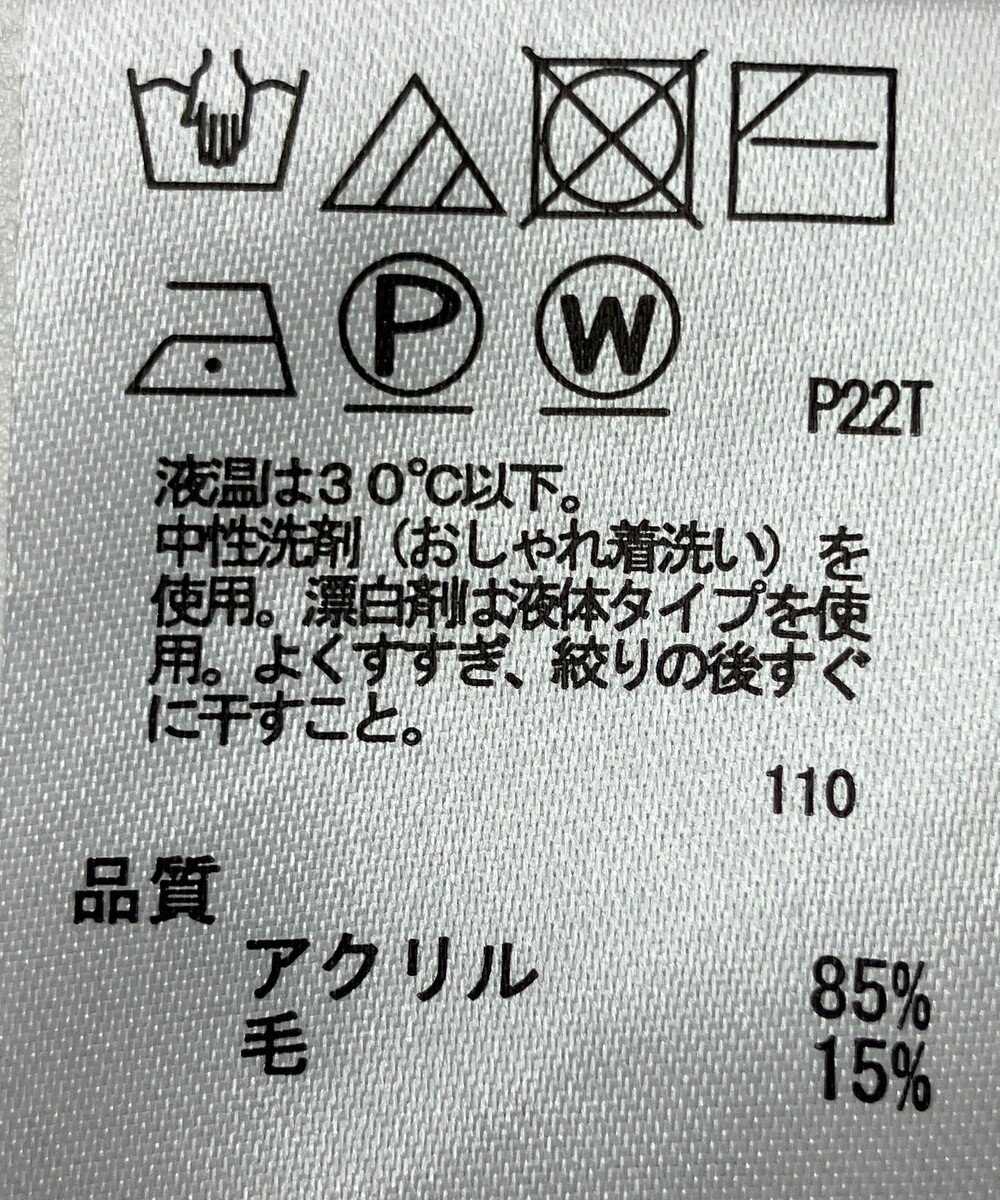 P W
P22T
液温は３０℃以下。
中性洗剤（おしゃれ着洗い）を
使用。漂白剤は液体タイプを使
用。よくすすぎ、絞りの後すぐ
に干すこと。
110
品質
アクリル 85%
毛 15%